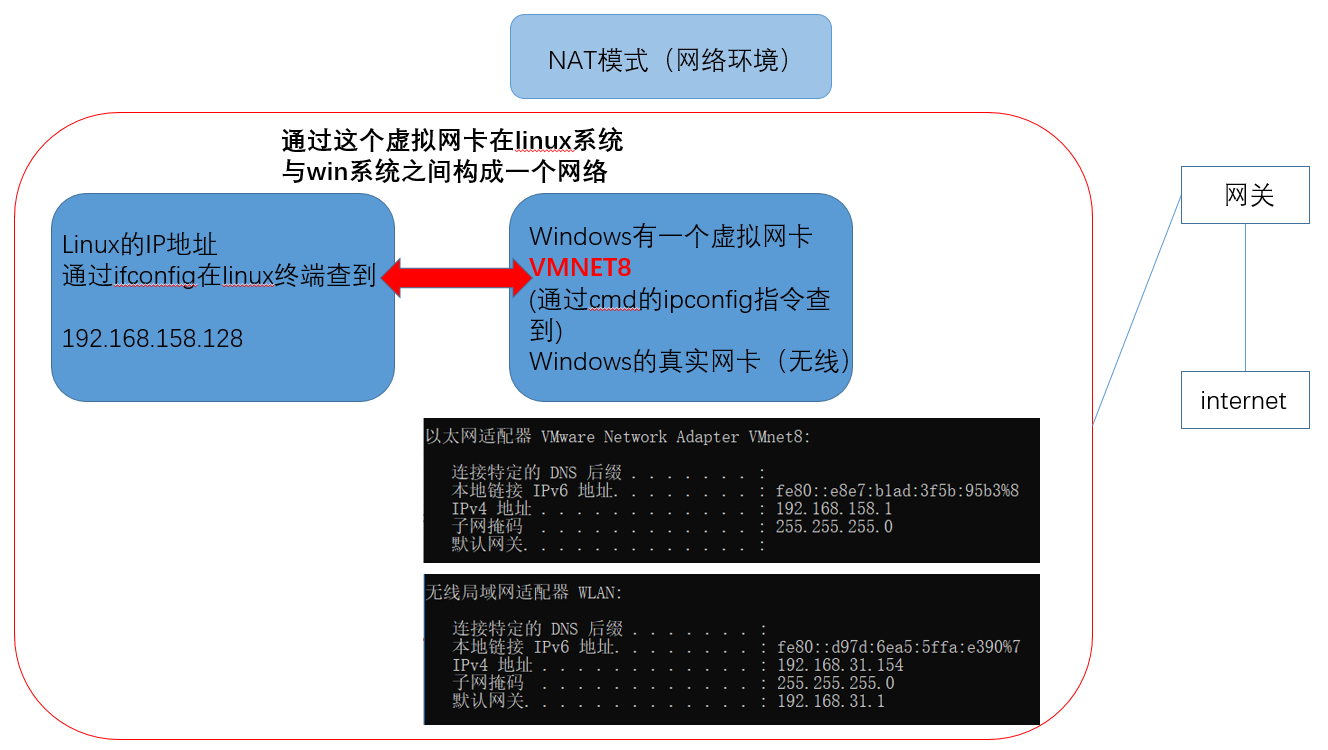 NAT模式（网络环境）
通过这个虚拟网卡在linux系统
与win系统之间构成一个网络
Linux的IP地址
通过ifconfig在linux终端查到
192.168.158.128
Windows有一个虚拟网卡
VMNET8
(通过cmd的ipconfig指令查
到)
Windows的真实网卡（无线）
网关
internet
以太网适配器 VMware Network Adapter VMnet8:
连接特定的 DNS 后缀 . . . . . . . :
本地链接 IPv6 地址. . . . . . . . : fe80::e8e7:b1ad:3f5b:95b3%8
IPv4 地址 . . . . . . . . . . . . : 192.168.158.1
子网掩码 . . . . . . . . . . . . : 255.255.255.0
默认网关. . . . . . . . . . . . . :
无线局域网适配器 WLAN:
连接特定的 DNS 后缀 . . . . . . . :
本地链接 IPv6 地址. . . . . . . . : fe80::d97d:6ea5:5ffa:e390%7
IPv4 地址 . . . . . . . . . . . . : 192.168.31.154
子网掩码 . . . . . . . . . . . . : 255.255.255.0
默认网关. . . . . . . . . . . . . : 192.168.31.1